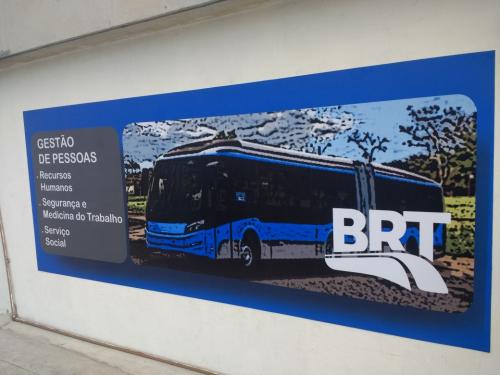 GESTÃO
DE PESSOAS
. Recursos
Humanos
. Segurança e
Medicina do Trabalho
. Serviço
Social
BRT